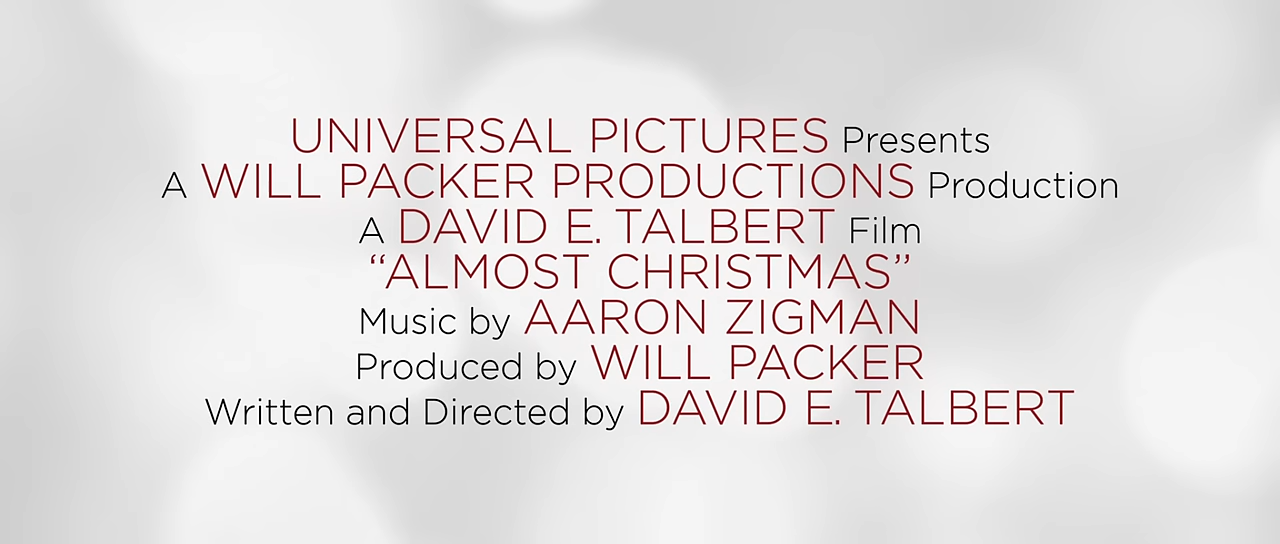 UNIVERSAL PICTURES Presents
A WILL PACKER PRODUCTIONS Production
A DAVID E. TALBERT Film
“ALMOST CHRISTMAS”
Music by AARON ZIGMAN
Produced by WILL PACKER
Written and Directed by DAVID E. TALBERT